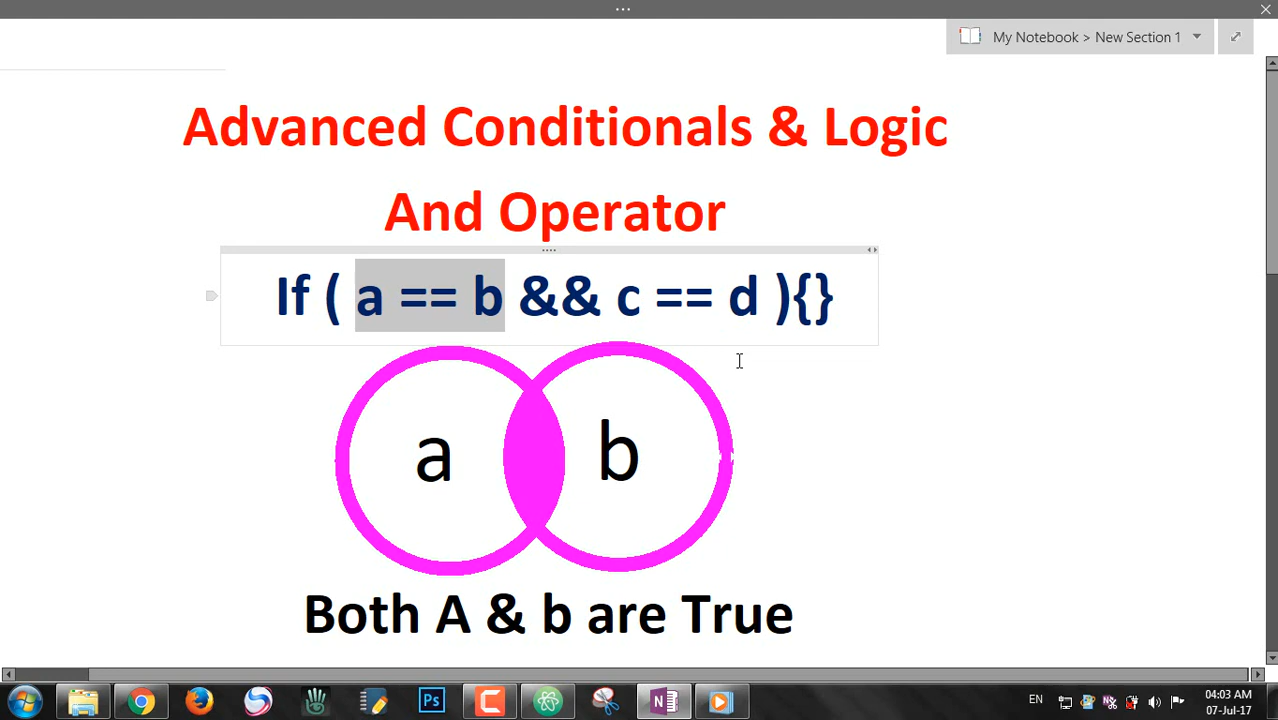 My Notebook > New Section 1
Advanced Conditionals & Logic
And Operator
If ( a == b && c == d ){}
a
b
Both A & b are True
Ps
C
N
EN
04:03 AM
07-Jul-17